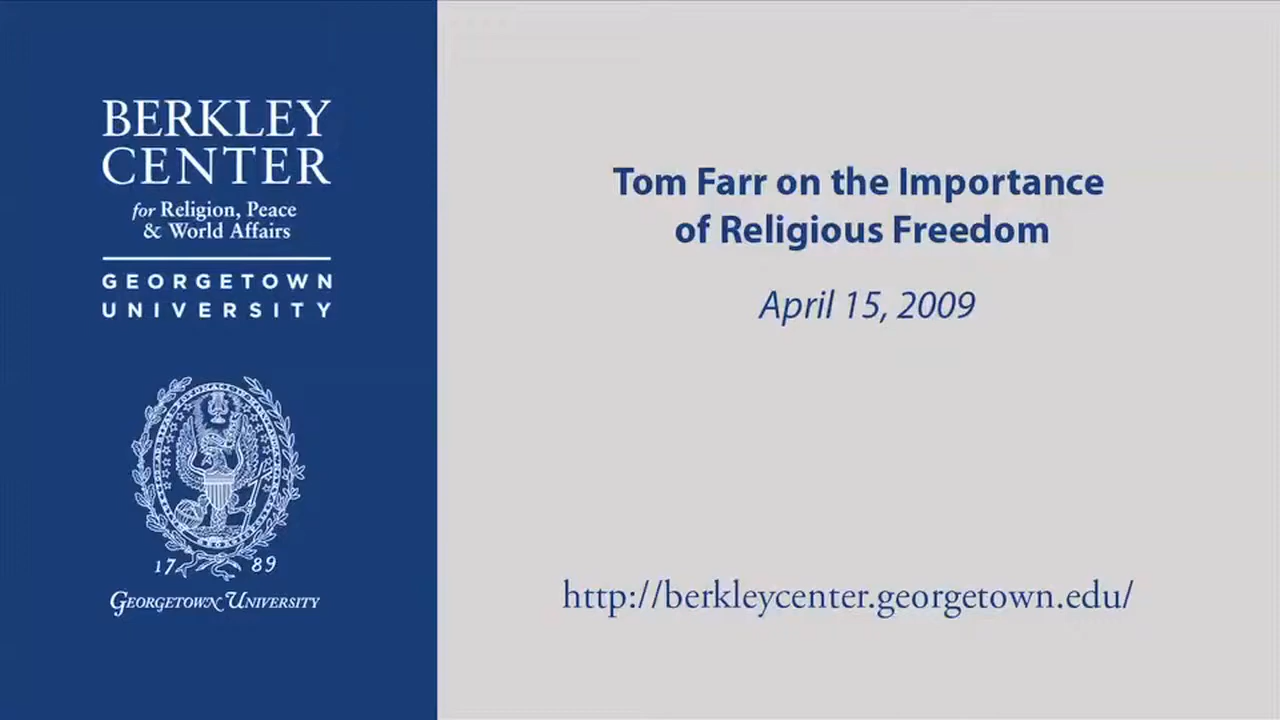 BERKLEY
CENTER
for Religion, Peace
& World Affairs
GEORGETOWN
UNIVERSITY
17 89
GEORGETOWN UNIVERSITY
Tom Farr on the Importance
of Religious Freedom
April 15, 2009
http://berkleycenter.georgetown.edu/